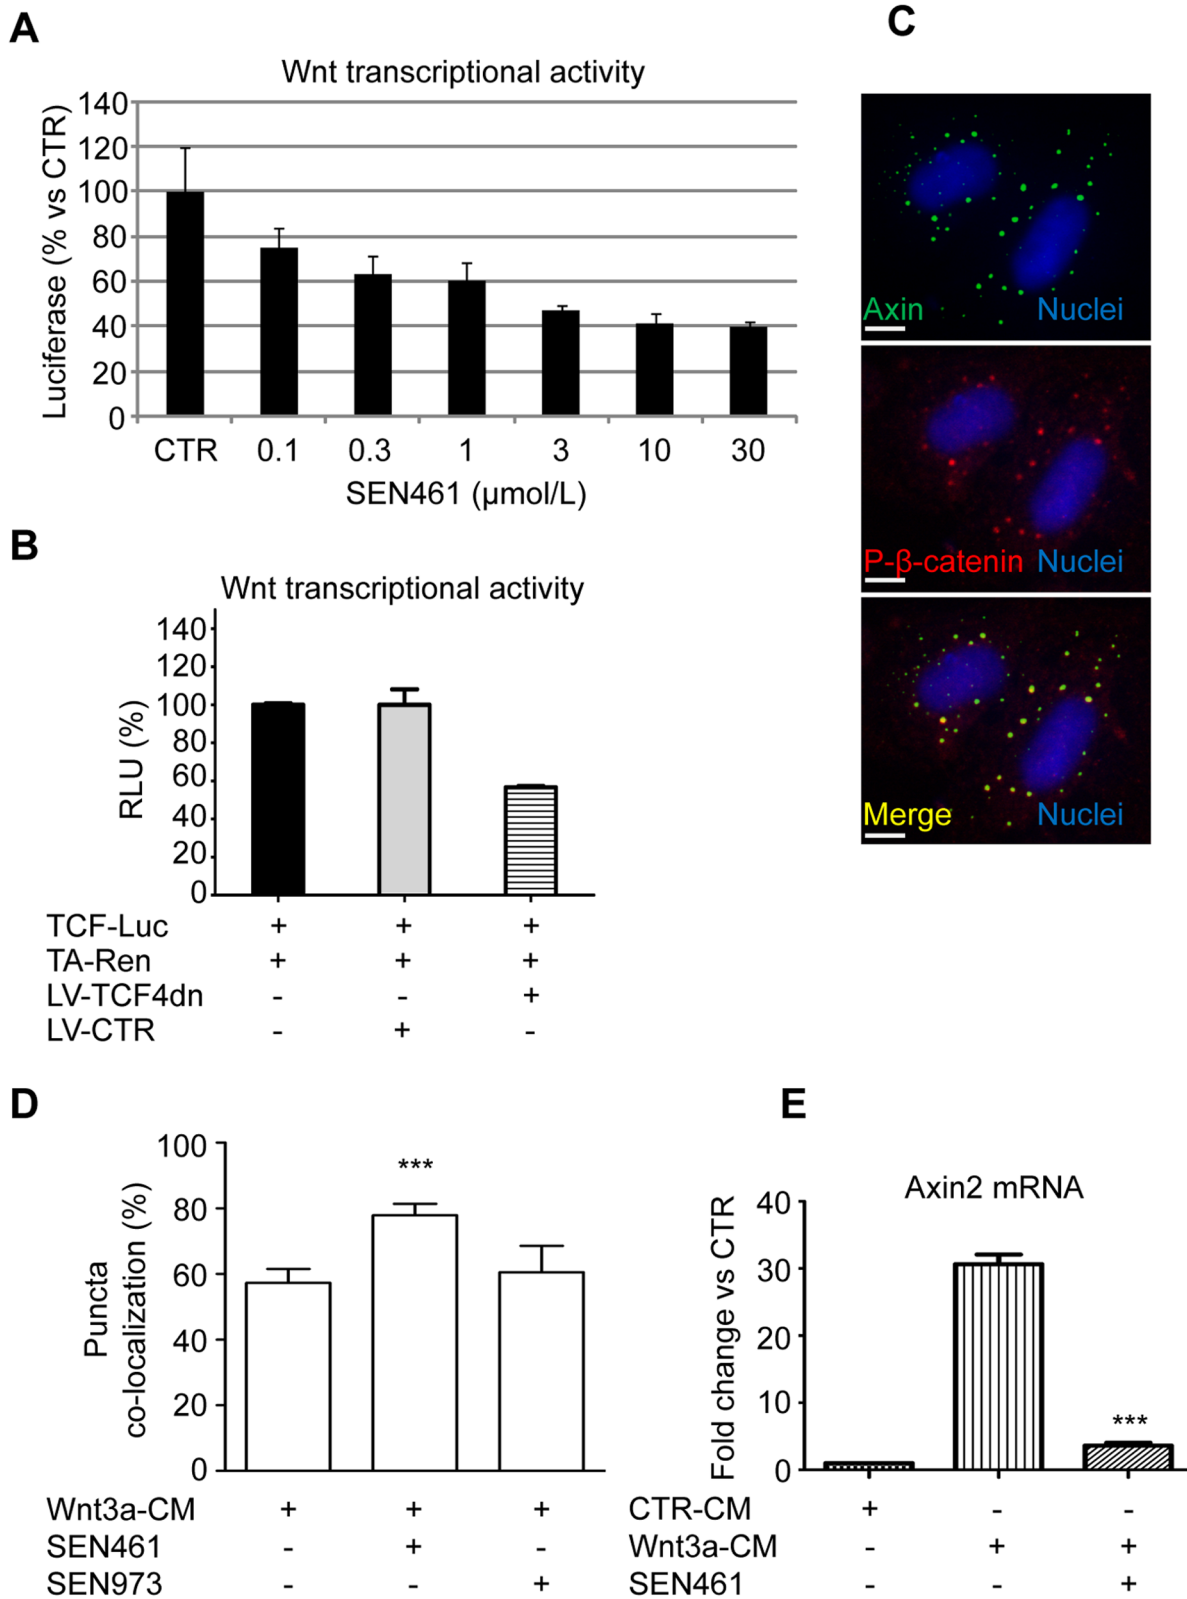 A
Wnt transcriptional activity
Luciferase (% vs CTR)
140
120
100
80
60
40
20
0
CTR 0.1 0.3 1 3 10 30
SEN461 (µmol/L)
B
Wnt transcriptional activity
RLU (%)
140
120
100
80
60
40
20
0
TCF-Luc + + +
TA-Ren + + +
LV-TCF4dn - - +
LV-CTR - + -
C
Axin Nuclei
P-β-catenin Nuclei
Merge Nuclei
D
Puncta
co-localization (%)
100
80
60
40
20
0
***
Wnt3a-CM + + +
SEN461 - + -
SEN973 - - +
E
Axin2 mRNA
Fold change vs CTR
40
30
20
10
0
***
CTR-CM + - -
Wnt3a-CM - + +
SEN461 - - +